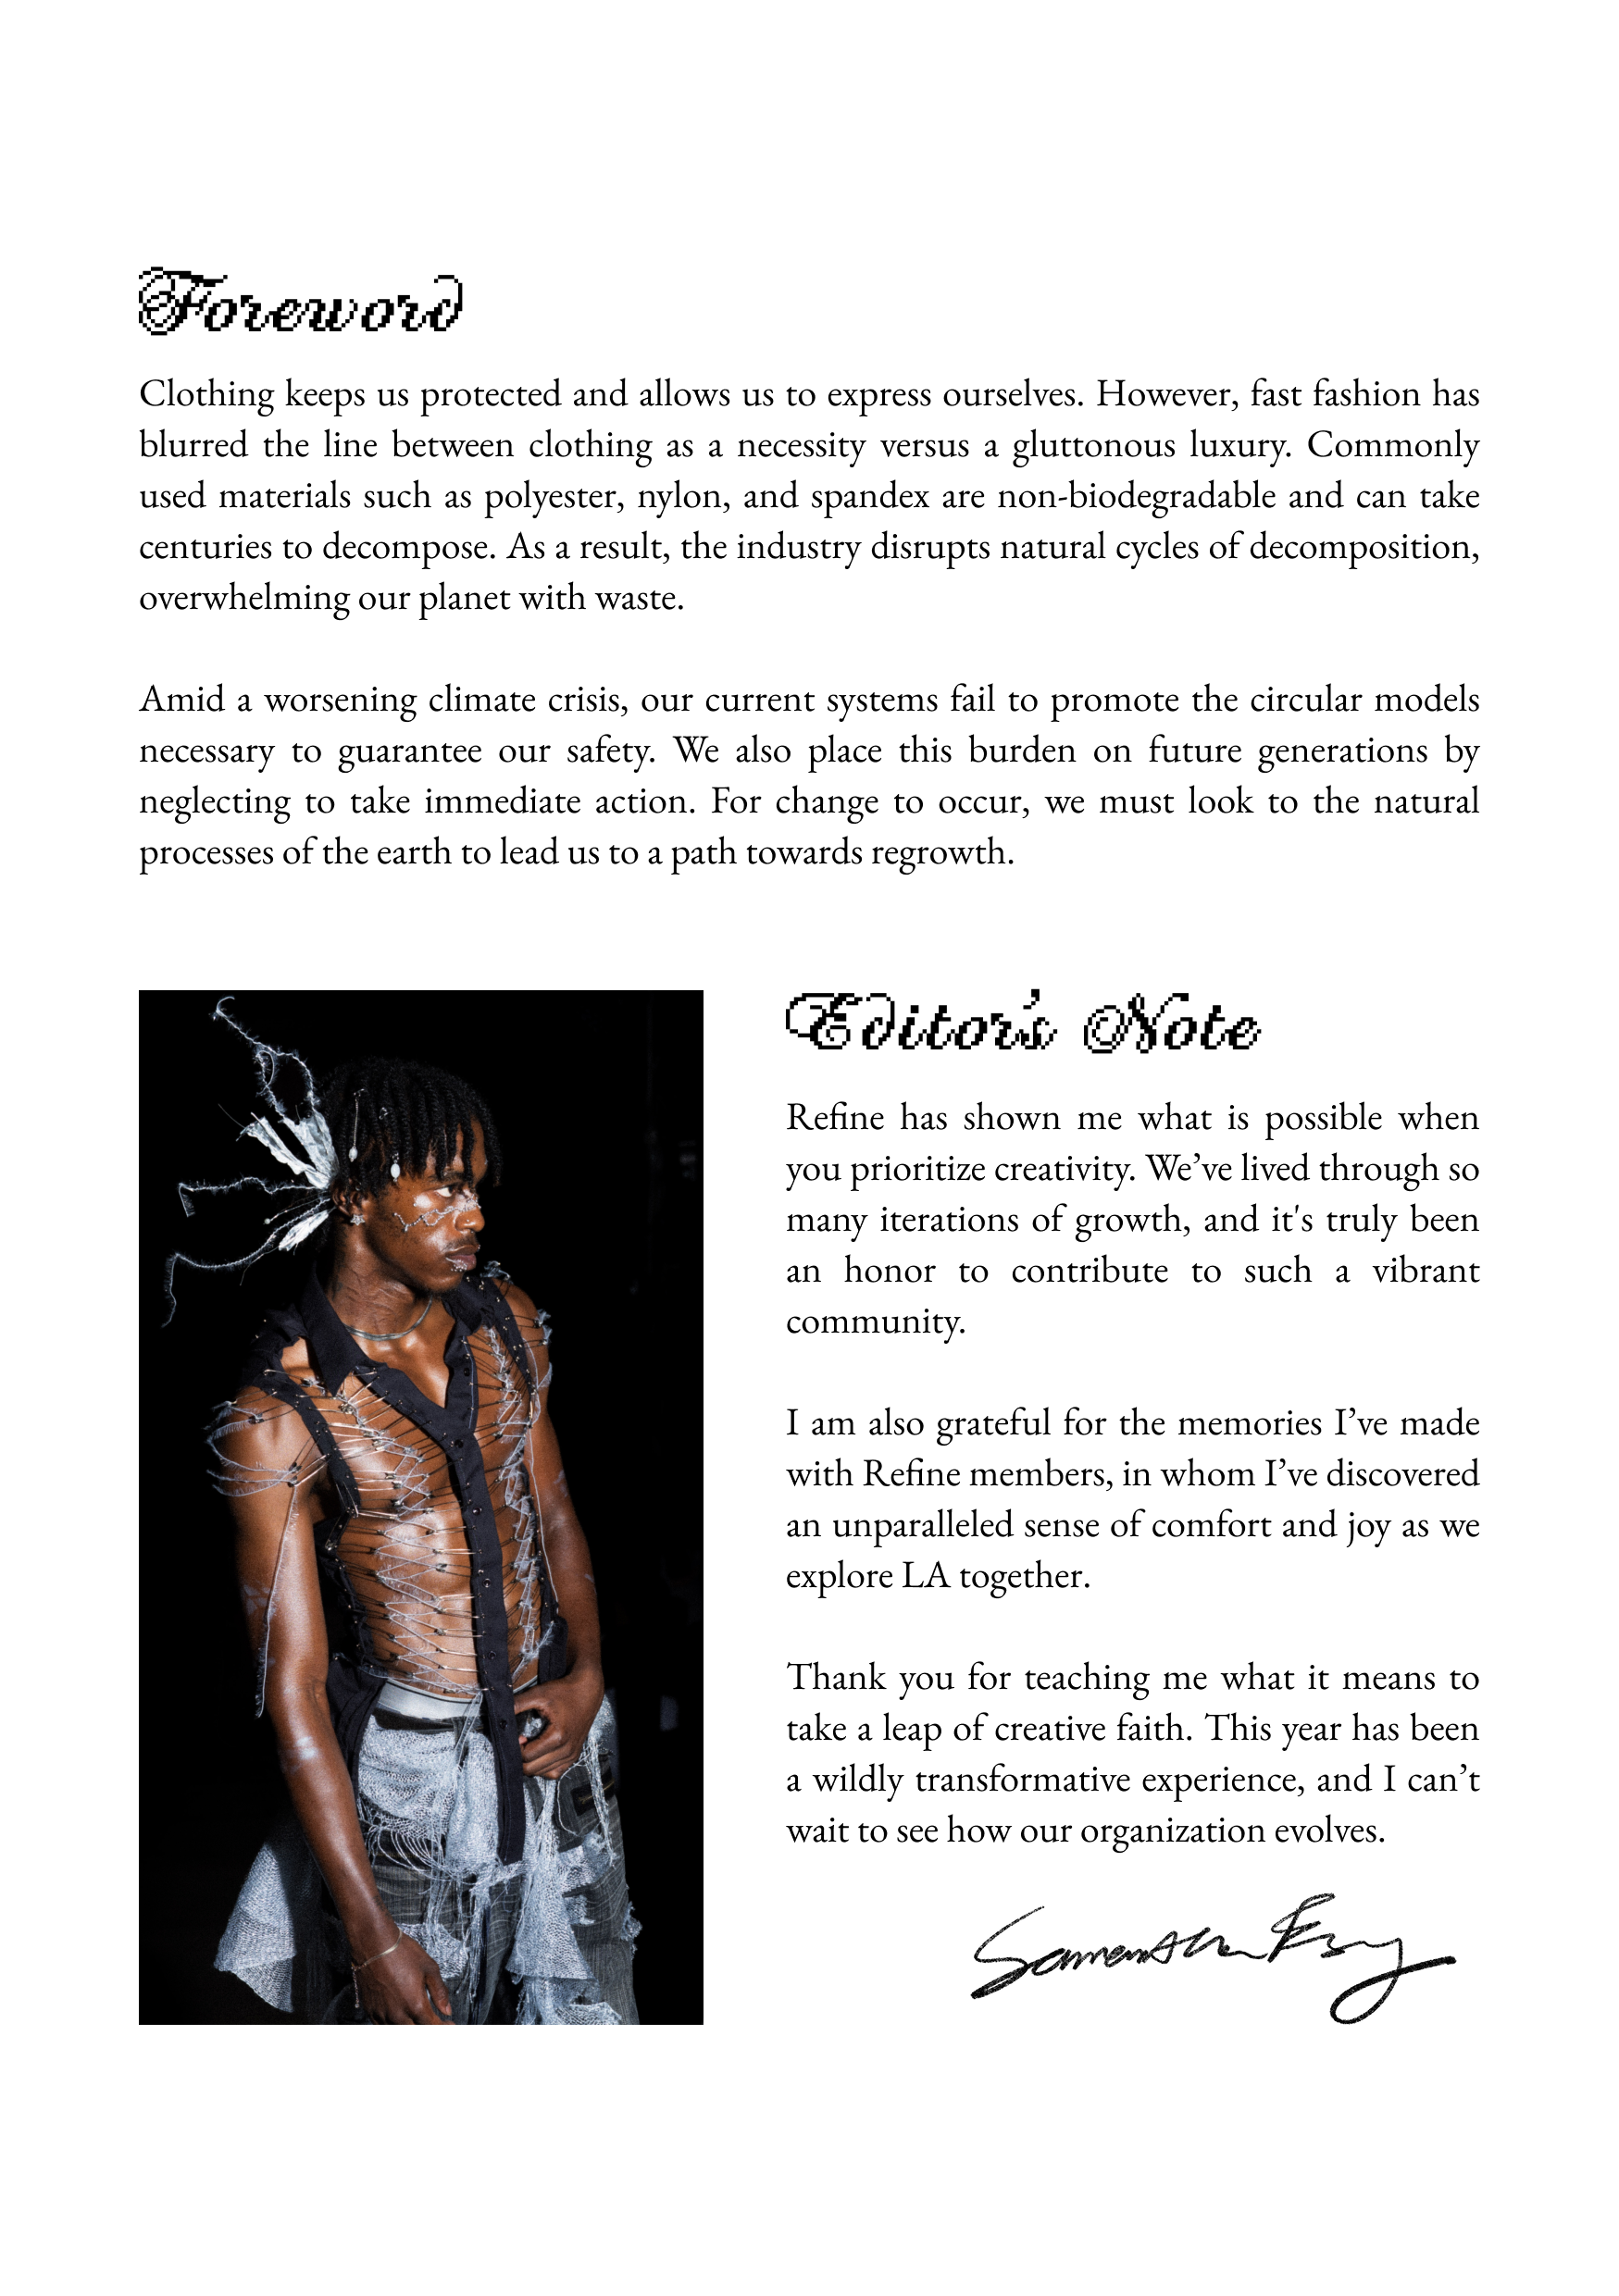 Foreword
Clothing keeps us protected and allows us to express ourselves. However, fast fashion has
blurred the line between clothing as a necessity versus a gluttonous luxury. Commonly
used materials such as polyester, nylon, and spandex are non-biodegradable and can take
centuries to decompose. As a result, the industry disrupts natural cycles of decomposition,
overwhelming our planet with waste.
Amid a worsening climate crisis, our current systems fail to promote the circular models
necessary to guarantee our safety. We also place this burden on future generations by
neglecting to take immediate action. For change to occur, we must look to the natural
processes of the earth to lead us to a path towards regrowth.
Editor's Note
Refine has shown me what is possible when
you prioritize creativity. We’ve lived through so
many iterations of growth, and it's truly been
an honor to contribute to such a vibrant
community.
I am also grateful for the memories I’ve made
with Refine members, in whom I’ve discovered
an unparalleled sense of comfort and joy as we
explore LA together.
Thank you for teaching me what it means to
take a leap of creative faith. This year has been
a wildly transformative experience, and I can’t
wait to see how our organization evolves.
Samantha